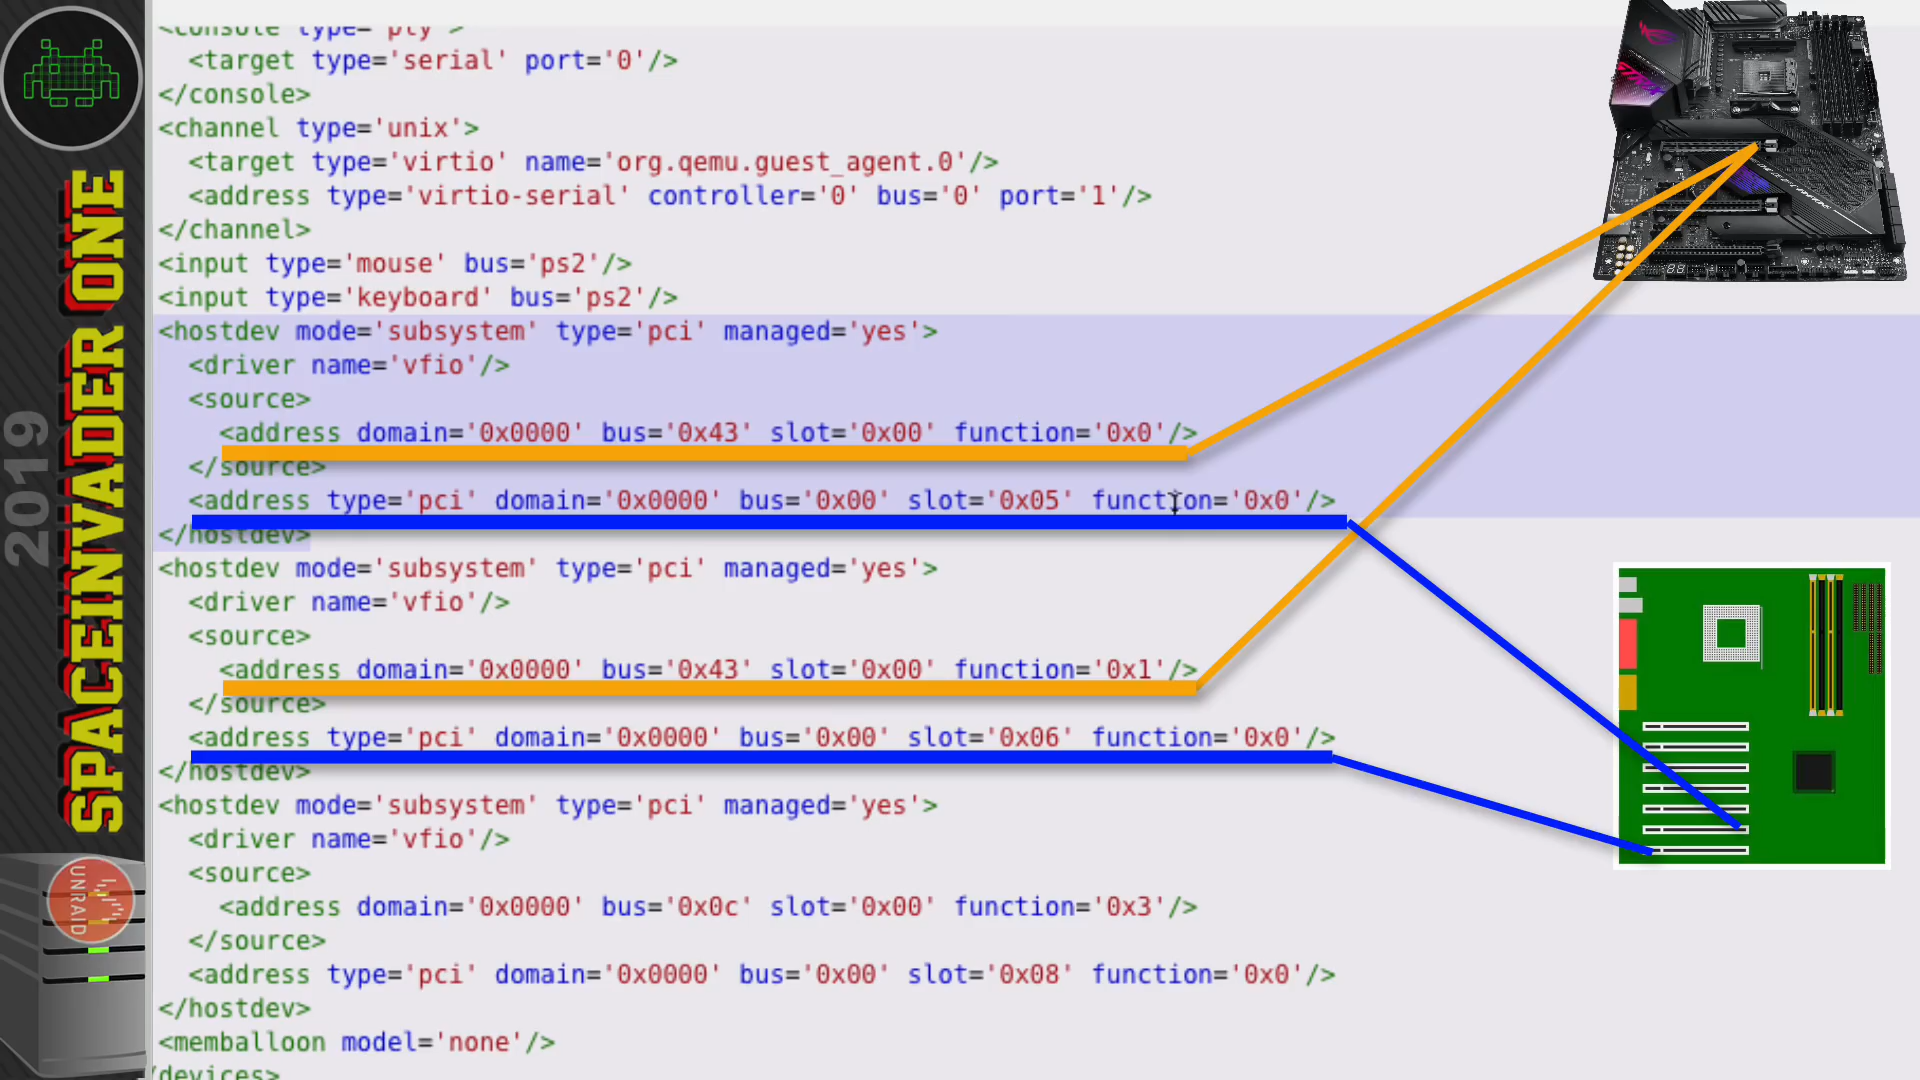 2019
SPACEINVADER ONE
UNRAID
<console type='pty'>
<target type='serial' port='0'/>
</console>
<channel type='unix'>
<target type='virtio' name='org.qemu.guest_agent.0'/>
<address type='virtio-serial' controller='0' bus='0' port='1'/>
</channel>
<input type='mouse' bus='ps2'/>
<input type='keyboard' bus='ps2'/>
<hostdev mode='subsystem' type='pci' managed='yes'>
<driver name='vfio'/>
<source>
<address domain='0x0000' bus='0x43' slot='0x00' function='0x0'/>
</source>
<address type='pci' domain='0x0000' bus='0x00' slot='0x05' function='0x0'/>
</hostdev>
<hostdev mode='subsystem' type='pci' managed='yes'>
<driver name='vfio'/>
<source>
<address domain='0x0000' bus='0x43' slot='0x00' function='0x1'/>
</source>
<address type='pci' domain='0x0000' bus='0x00' slot='0x06' function='0x0'/>
</hostdev>
<hostdev mode='subsystem' type='pci' managed='yes'>
<driver name='vfio'/>
<source>
<address domain='0x0000' bus='0x0c' slot='0x00' function='0x3'/>
</source>
<address type='pci' domain='0x0000' bus='0x00' slot='0x08' function='0x0'/>
</hostdev>
<memballoon model='none'/>
/devices>